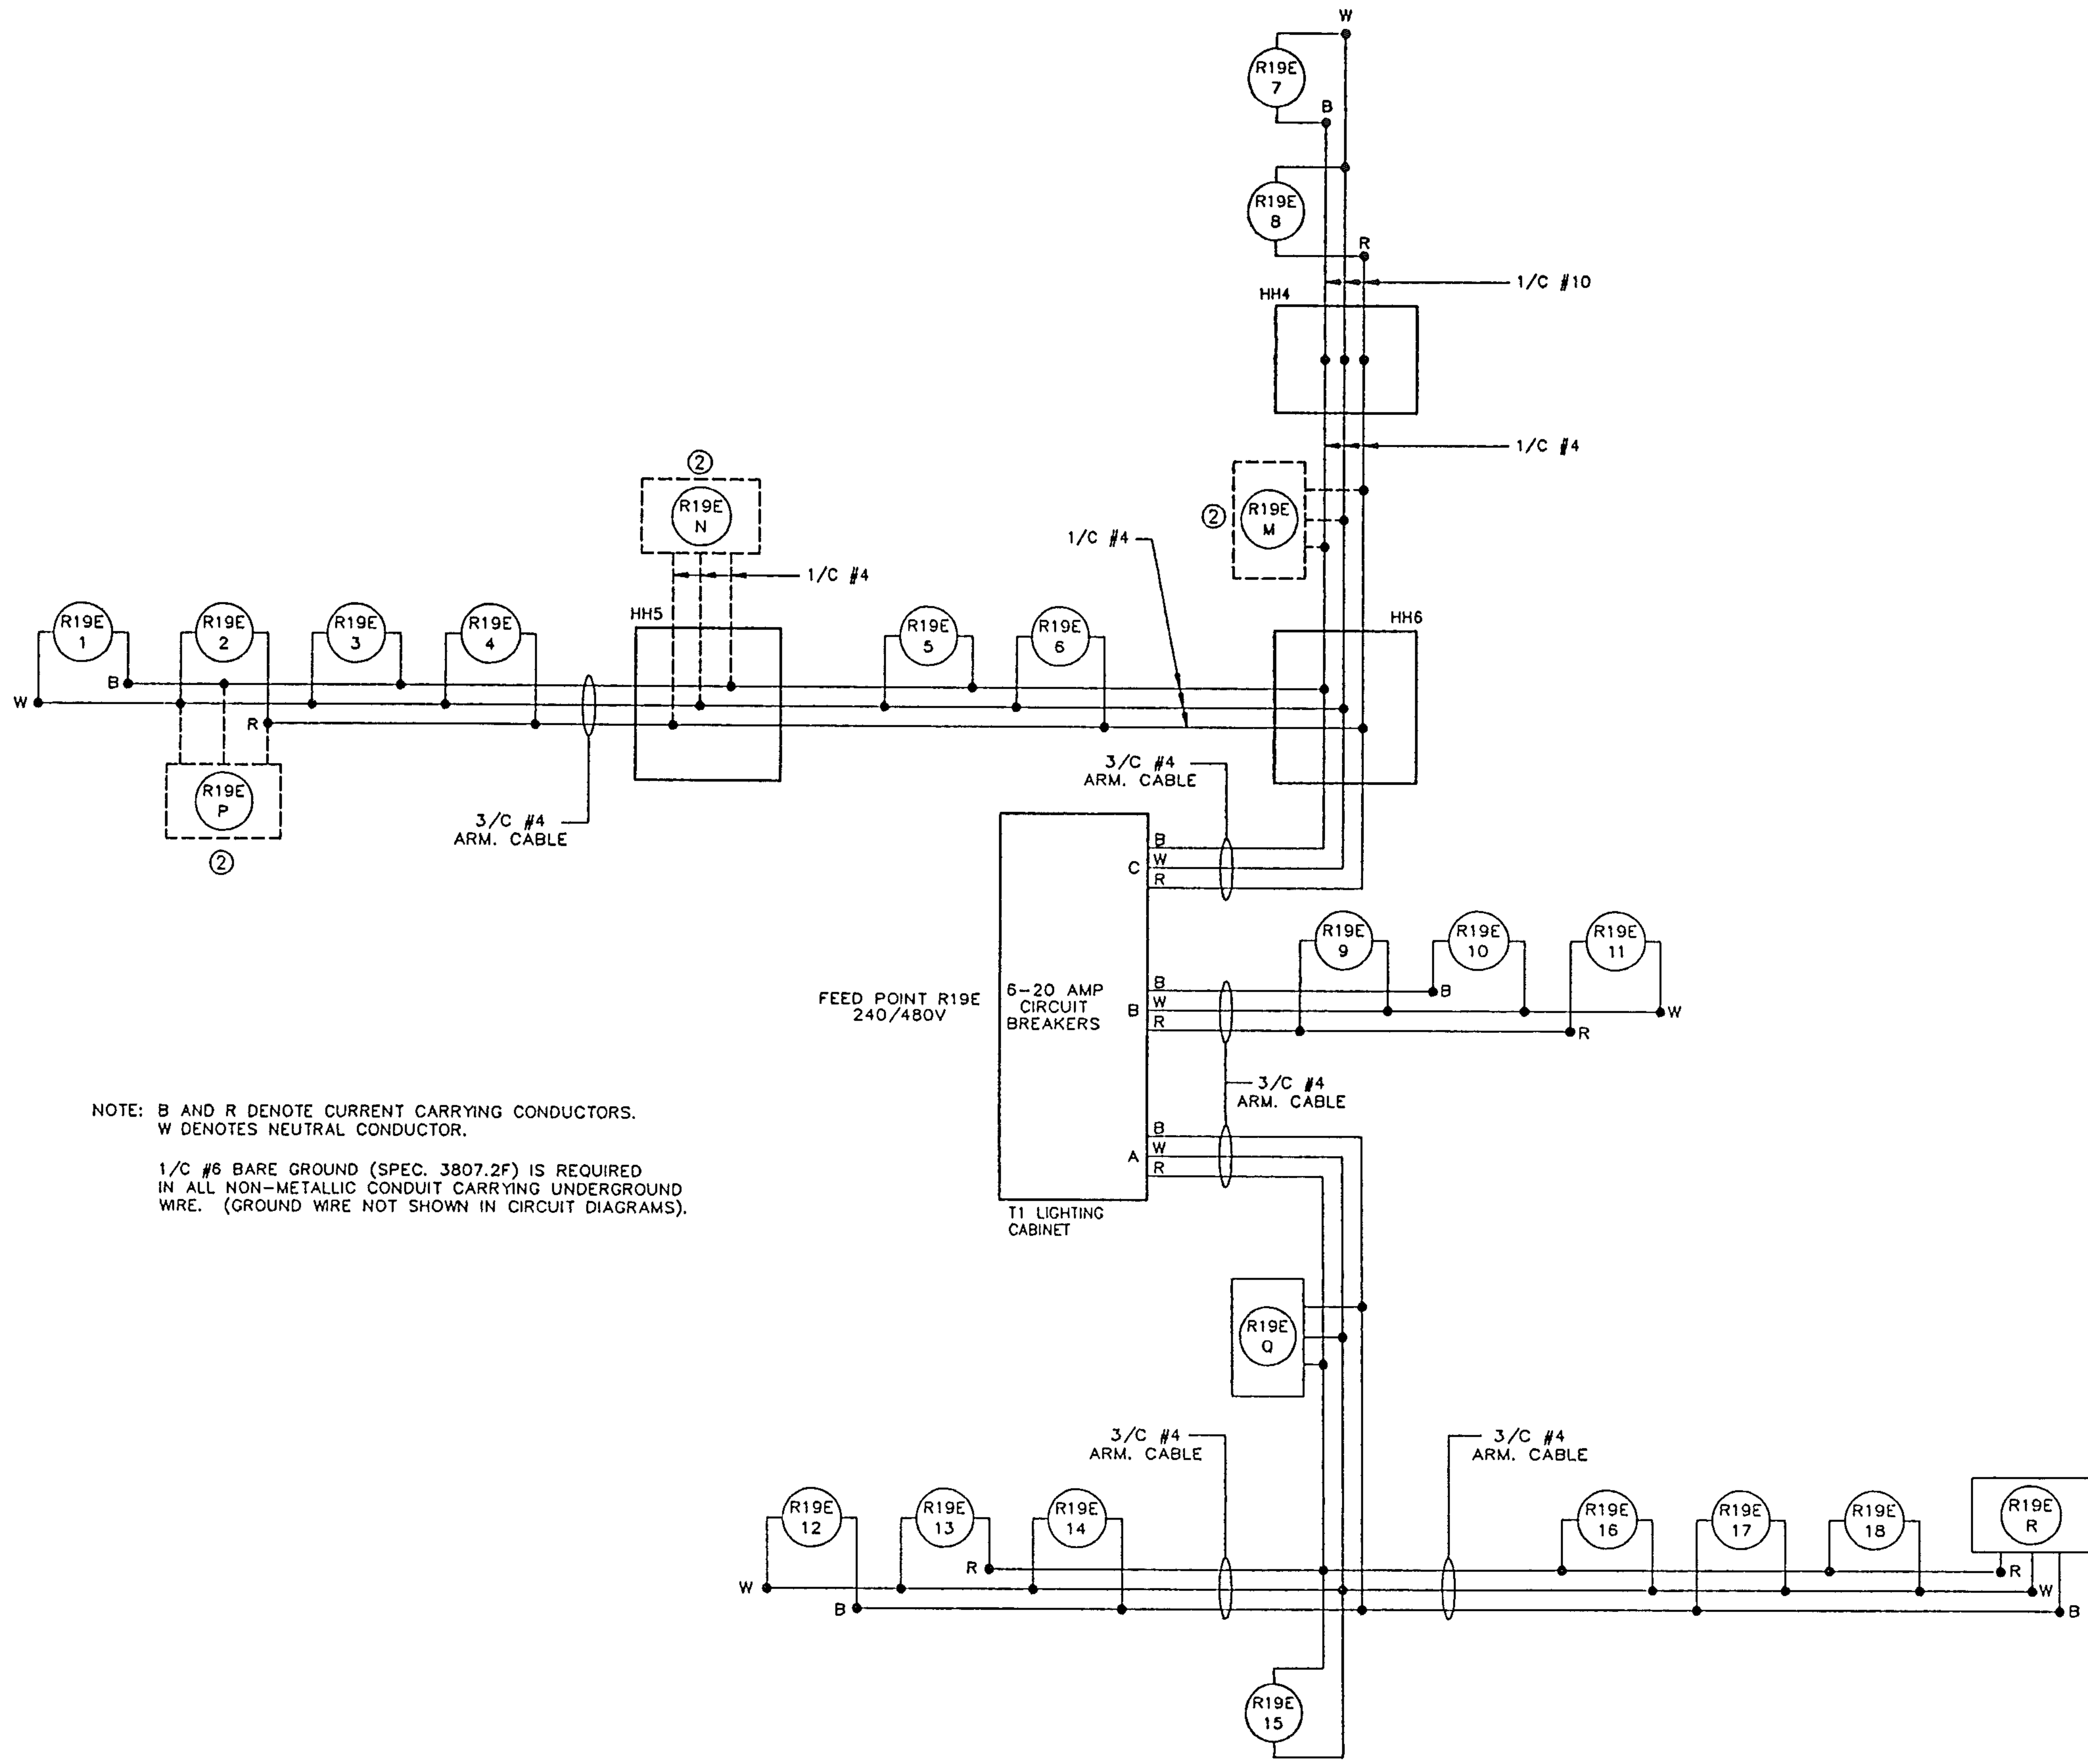 W
R19E
7
B
R19E
8
R
1/C #10
HH4
1/C #4
2
R19E
N
2
R19E
M
1/C #4
1/C #4
R19E
1
R19E
2
R19E
3
R19E
4
HH5
R19E
5
R19E
6
HH6
B
W
R
R19E
P
2
3/C #4
ARM. CABLE
3/C #4
ARM. CABLE
B
C
W
R
R19E
9
R19E
10
R19E
11
FEED POINT R19E
240/480V
6-20 AMP
CIRCUIT
BREAKERS
B
B
W
R
B
W
R
3/C #4
ARM. CABLE
NOTE: B AND R DENOTE CURRENT CARRYING CONDUCTORS.
W DENOTES NEUTRAL CONDUCTOR.
1/C #6 BARE GROUND (SPEC. 3807.2F) IS REQUIRED
IN ALL NON-METALLIC CONDUIT CARRYING UNDERGROUND
WIRE. (GROUND WIRE NOT SHOWN IN CIRCUIT DIAGRAMS).
B
A
W
R
T1 LIGHTING
CABINET
R19E
Q
3/C #4
ARM. CABLE
3/C #4
ARM. CABLE
R19E
12
R19E
13
R19E
14
R19E
16
R19E
17
R19E
18
R19E
R
R
W
B
R
W
B
R19E
15